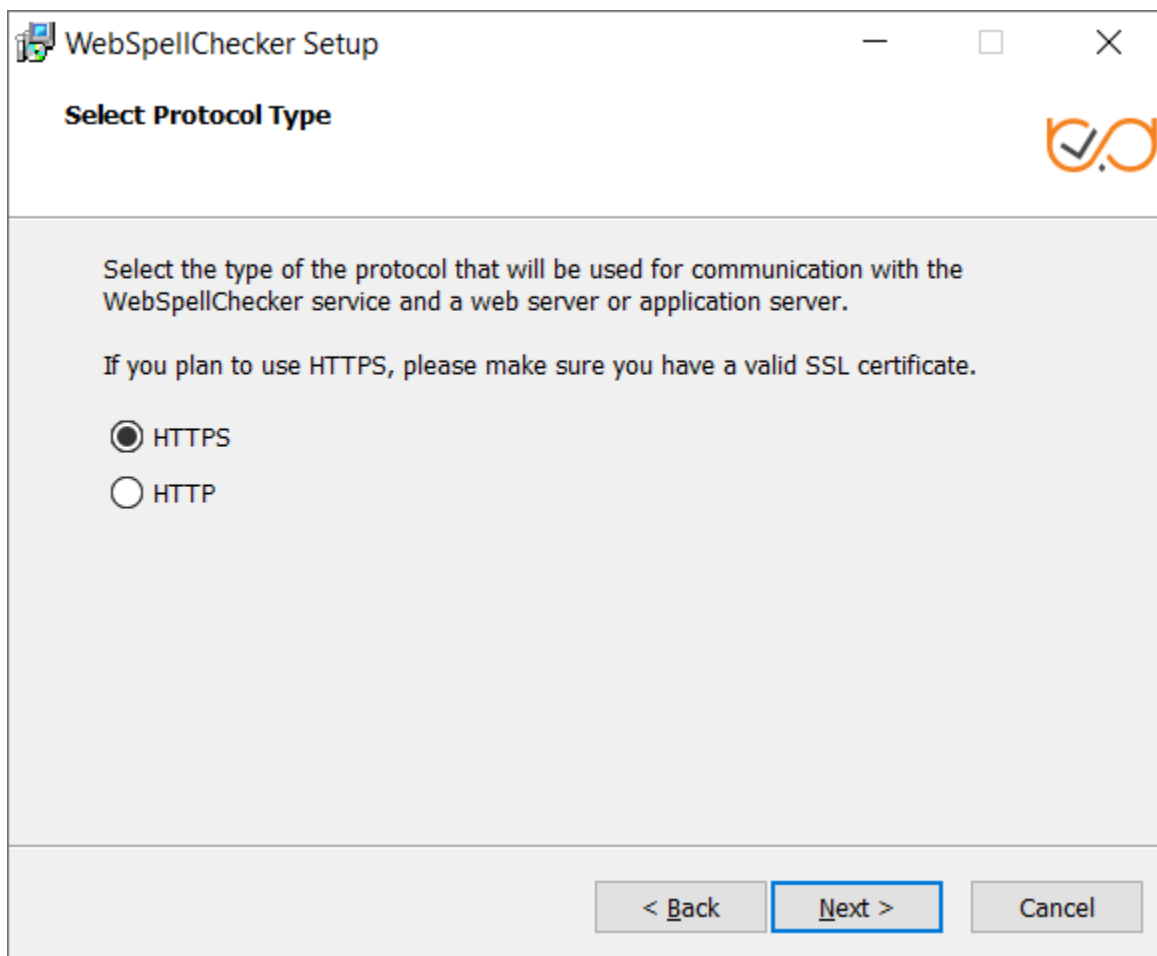 WebSpellChecker Setup
Select Protocol Type
Select the type of the protocol that will be used for communication with the
WebSpellChecker service and a web server or application server.
If you plan to use HTTPS, please make sure you have a valid SSL certificate.
HTTPS
HTTP
< Back
Next >
Cancel